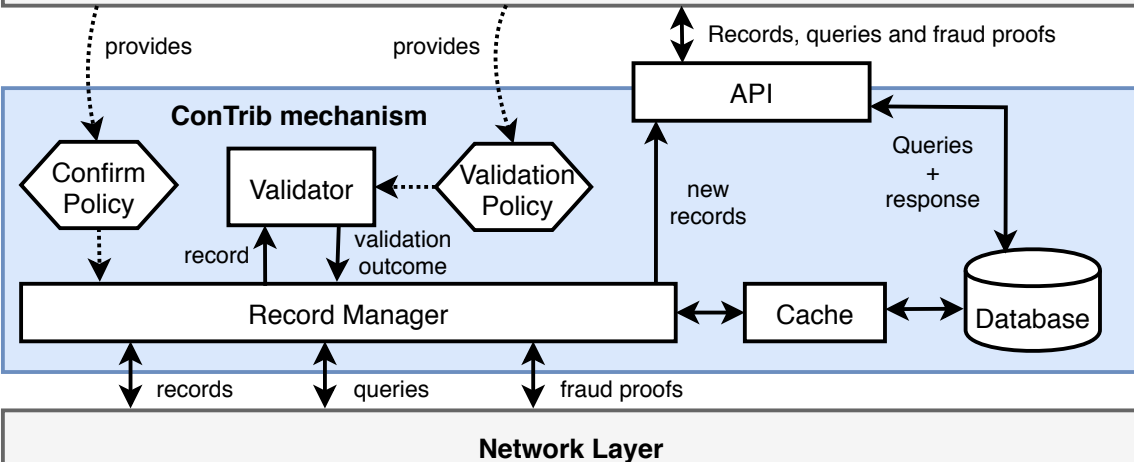 provides
provides
Records, queries and fraud proofs
API
ConTrib mechanism
Confirm
Policy
Validator
Validation
Policy
new
records
Queries
+
response
record
validation
outcome
Record Manager
Cache
Database
records
queries
fraud proofs
Network Layer